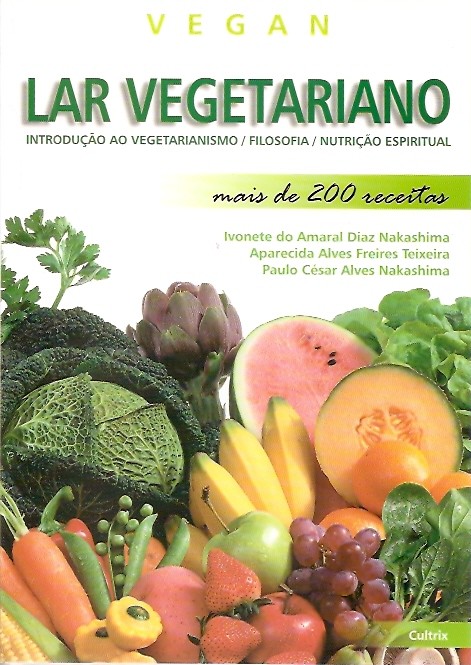 VEGAN
LAR VEGETARIANO
INTRODUÇÃO AO VEGETARIANISMO / FILOSOFIA / NUTRIÇÃO ESPIRITUAL
mais de 200 receitas
Ivonete do Amaral Diaz Nakashima
Aparecida Alves Freires Teixeira
Paulo César Alves Nakashima
Cultrix